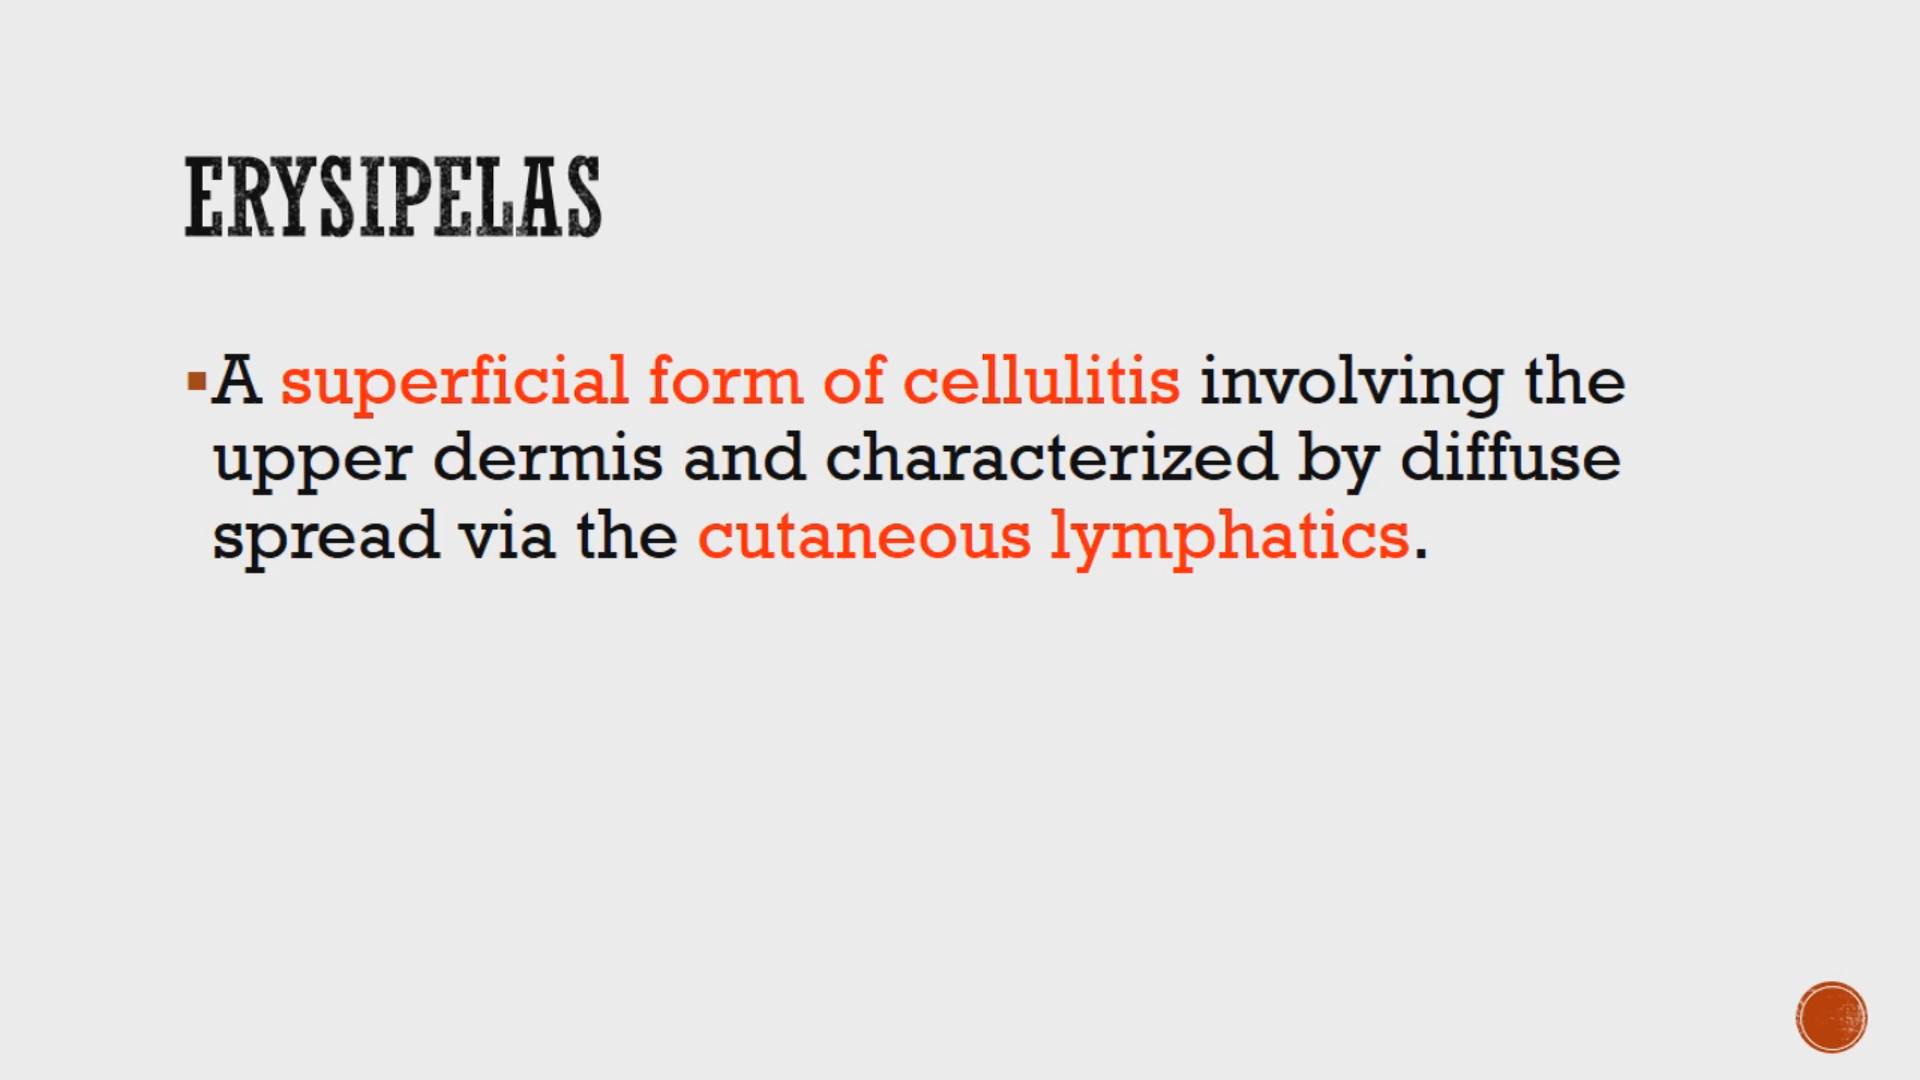 ERYSIPELAS
▪A superficial form of cellulitis involving the
upper dermis and characterized by diffuse
spread via the cutaneous lymphatics.